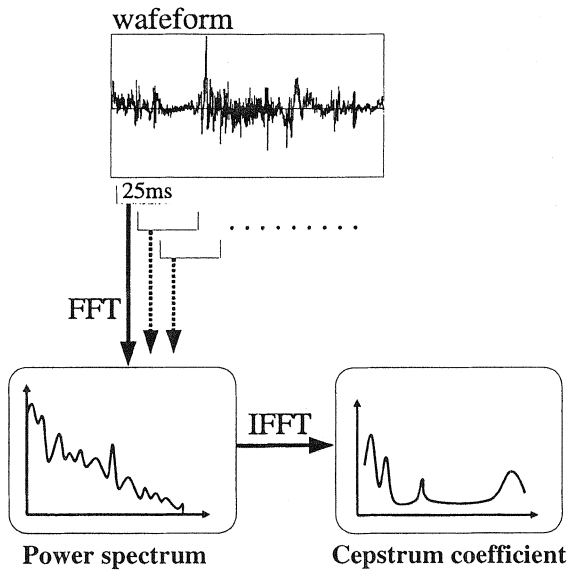 wafeform
25ms
FFT
IFFT
Power spectrum
Cepstrum coefficient